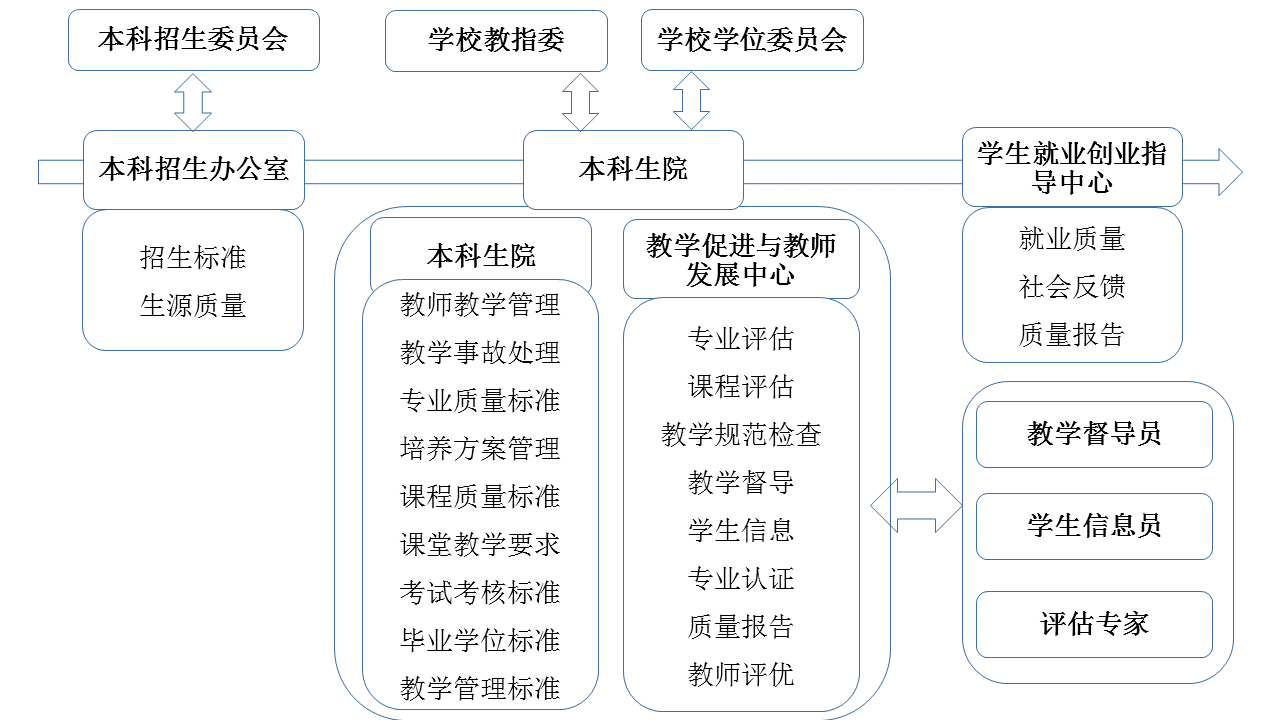 本科招生委员会
学校教指委
学校学位委员会
本科招生办公室
本科生院
学生就业创业指
导中心
招生标准
生源质量
本科生院
教师教学管理
教学事故处理
专业质量标准
培养方案管理
课程质量标准
课堂教学要求
考试考核标准
毕业学位标准
教学管理标准
教学促进与教师
发展中心
专业评估
课程评估
教学规范检查
教学督导
学生信息
专业认证
质量报告
教师评优
就业质量
社会反馈
质量报告
教学督导员
学生信息员
评估专家